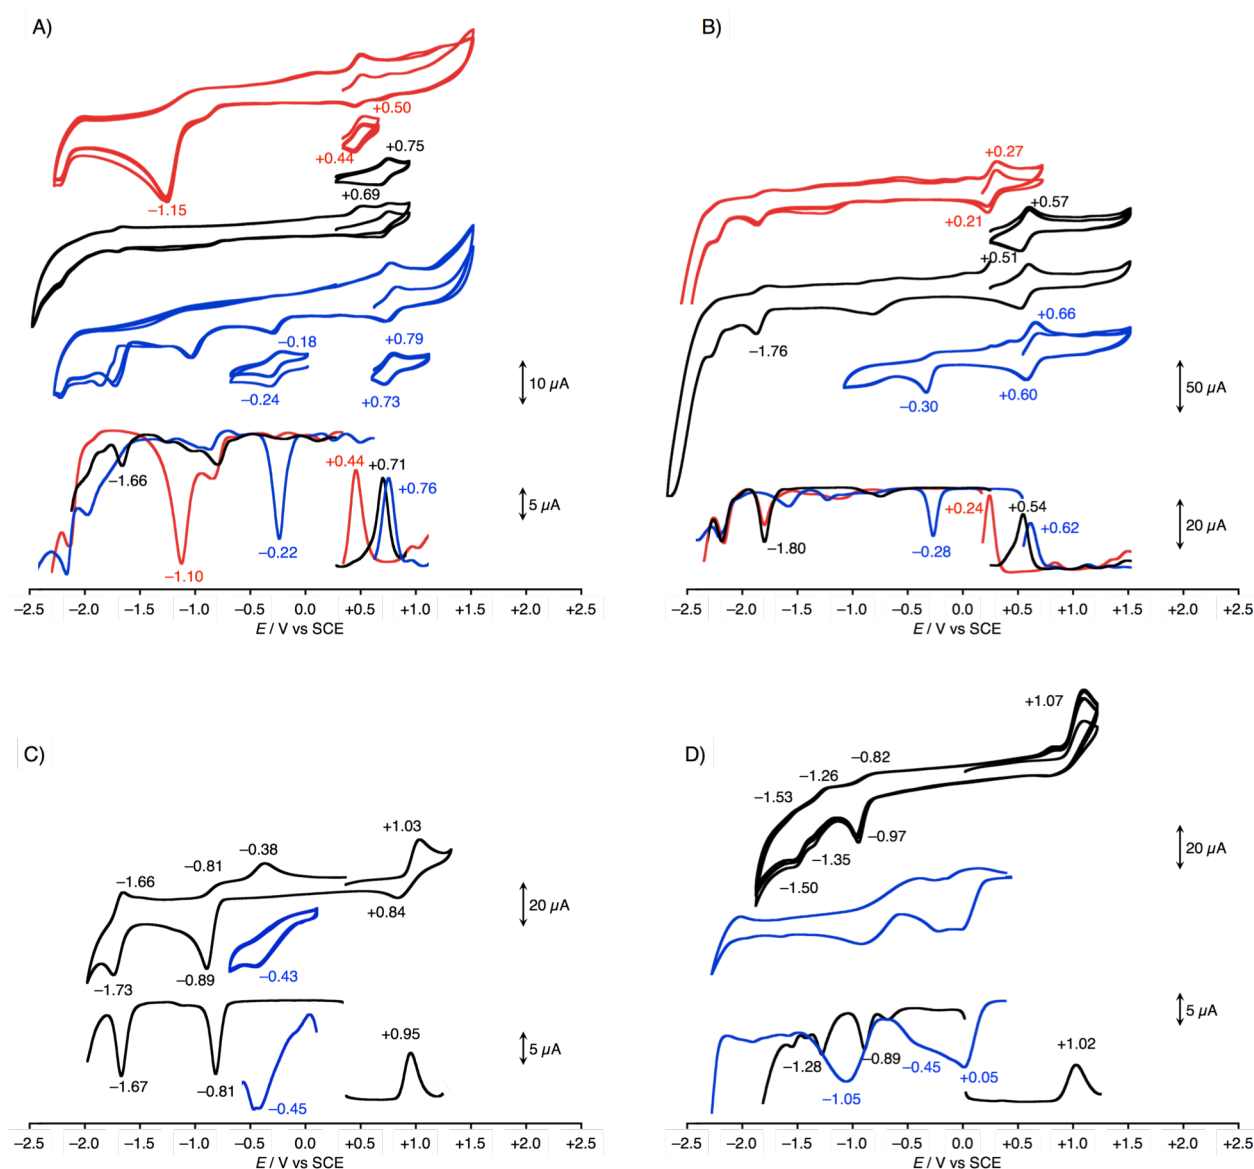 A)
+0.50
+0.44
+0.75
+0.69
−1.15
−0.18
+0.79
−0.24
+0.73
10 µA
−1.66
+0.44
+0.71
+0.76
5 µA
−0.22
−1.10
−2.5 −2.0 −1.5 −1.0 −0.5 0.0 +0.5 +1.0 +1.5 +2.0 +2.5
E / V vs SCE
B)
+0.27
+0.21
+0.57
+0.51
−1.76
+0.66
−0.30
+0.60
50 µA
+0.24
+0.54
+0.62
20 µA
−1.80
−0.28
−2.5 −2.0 −1.5 −1.0 −0.5 0.0 +0.5 +1.0 +1.5 +2.0 +2.5
E / V vs SCE
C)
+1.03
−0.38
−0.81
−1.66
+0.84
20 µA
−0.89
−0.43
−1.73
+0.95
5 µA
−1.67
−0.81
−0.45
−2.5 −2.0 −1.5 −1.0 −0.5 0.0 +0.5 +1.0 +1.5 +2.0 +2.5
E / V vs SCE
D)
+1.07
−0.82
−1.26
−1.53
−0.97
−1.35
−1.50
20 µA
5 µA
−1.28
−0.89
−0.45
+0.05
+1.02
−1.05
−2.5 −2.0 −1.5 −1.0 −0.5 0.0 +0.5 +1.0 +1.5 +2.0 +2.5
E / V vs SCE